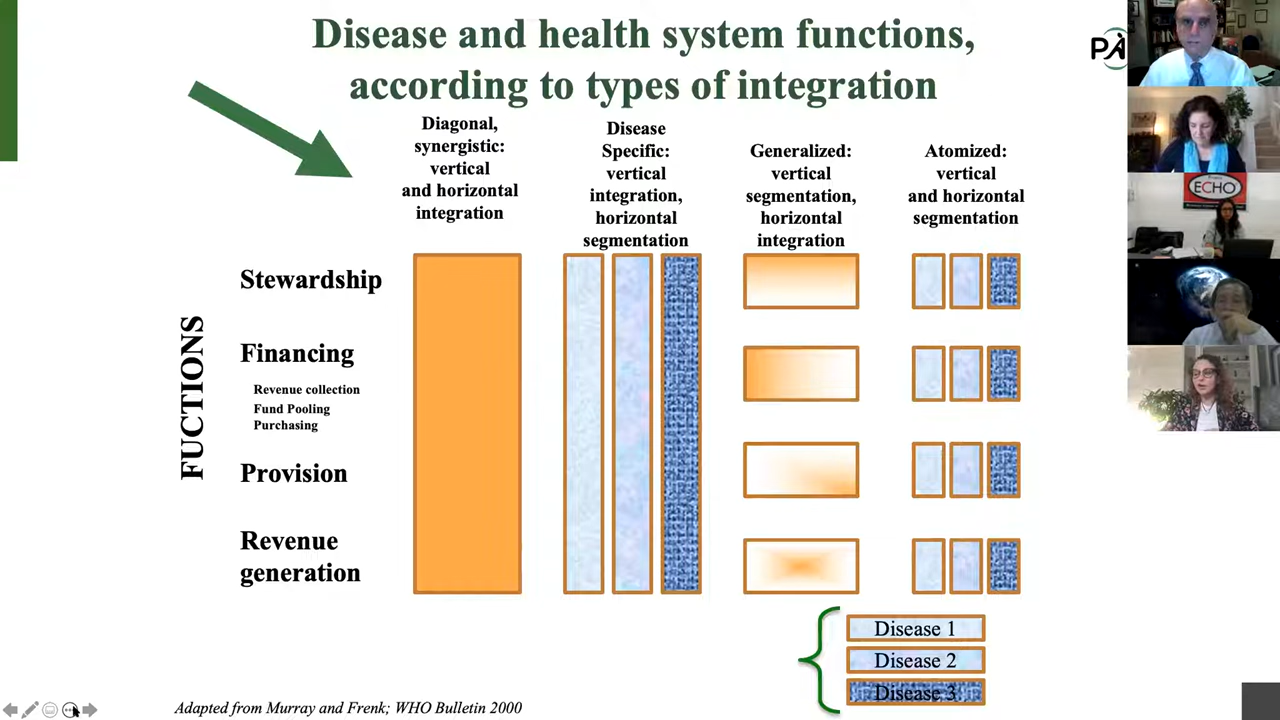 Disease and health system functions,
according to types of integration
PA
ECHO
Diagonal,
synergistic:
vertical
and horizontal
integration
Disease
Specific:
vertical
integration,
horizontal
segmentation
Generalized:
vertical
segmentation,
horizontal
integration
Atomized:
vertical
and horizontal
segmentation
FUCTIONS
Stewardship
Financing
Revenue collection
Fund Pooling
Purchasing
Provision
Revenue
generation
Disease 1
Disease 2
Disease 3
Adapted from Murray and Frenk; WHO Bulletin 2000